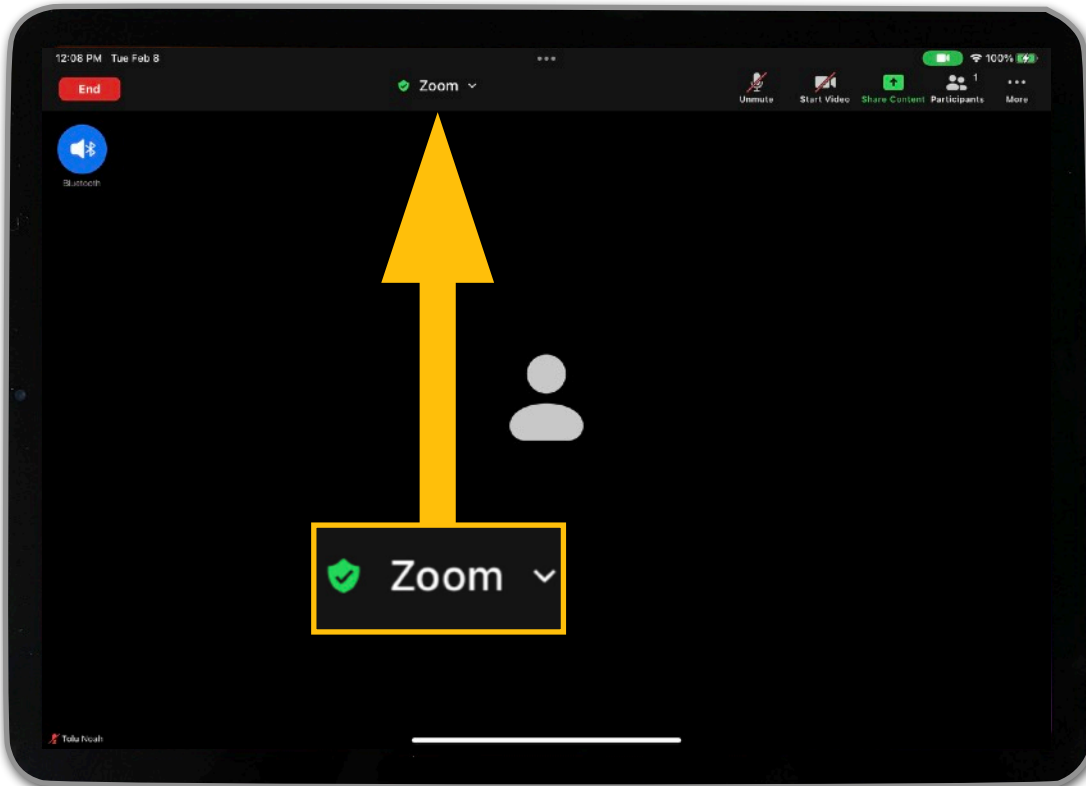 12:08 PM Tue Feb 8
100%
End
Zoom
Unmute
Start Video
Share Content
1
Participants
More
Bluetooth
Zoom
Tolu Noah